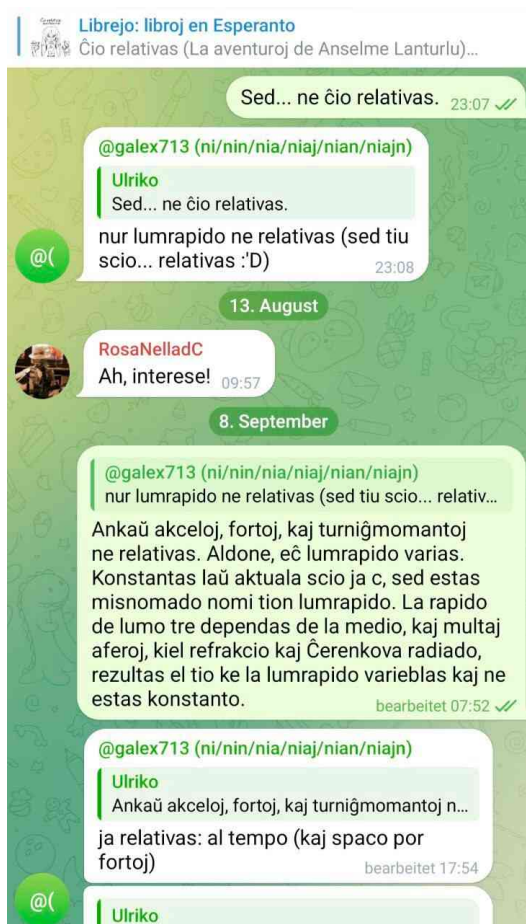 Librejo: libroj en Esperanto
Ĉio relativas (La aventuroj de Anselme Lanturlu)...
Sed... ne ĉio relativas. 23:07
@galex713 (ni/nin/nia/niaj/nian/niajn)
Ulriko
Sed... ne ĉio relativas.
nur lumrapido ne relativas (sed tiu
scio... relativas :'D) 23:08
@(
13. August
RosaNelladC
Ah, interese! 09:57
8. September
@galex713 (ni/nin/nia/niaj/nian/niajn)
nur lumrapido ne relativas (sed tiu scio... relativ...
Ankaŭ akceloj, fortoj, kaj turniĝmomantoj
ne relativas. Aldone, eĉ lumrapido varias.
Konstantas laŭ aktuala scio ja c, sed estas
misnomado nomi tion lumrapido. La rapido
de lumo tre dependas de la medio, kaj multaj
aferoj, kiel refrakcio kaj Ĉerenkova radiado,
rezultas el tio ke la lumrapido varieblas kaj ne
estas konstanto. bearbeitet 07:52
@galex713 (ni/nin/nia/niaj/nian/niajn)
Ulriko
Ankaŭ akceloj, fortoj, kaj turniĝmomantoj n...
ja relativas: al tempo (kaj spaco por
fortoj) bearbeitet 17:54
@(
Ulriko